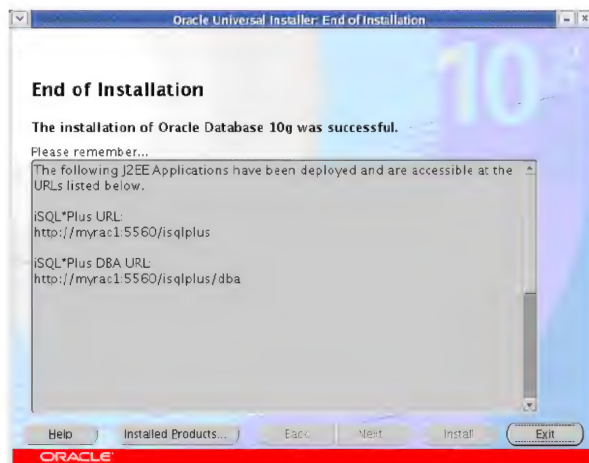 Oracle Universal Installer: End of Installation
10g
End of Installation
The installation of Oracle Database 10g was successful.
Please remember...
The following J2EE Applications have been deployed and are accessible at the
URLs listed below.
iSQL*Plus URL:
http://myrac1:5560/isqlplus
iSQL*Plus DBA URL:
http://myrac1:5560/isqlplus/dba
Help
Installed Products...
Back
Next
Install
Exit
ORACLE